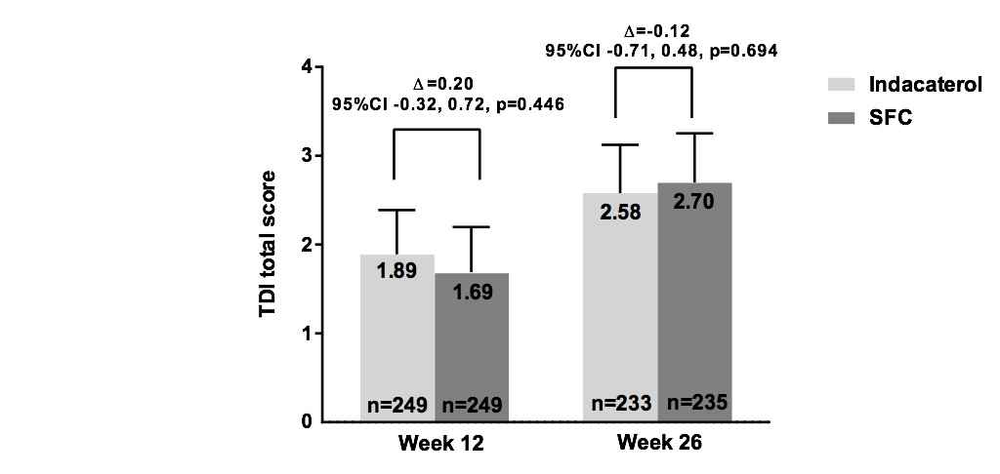 Δ=-0.12
95%CI -0.71, 0.48, p=0.694
Δ=0.20
95%CI -0.32, 0.72, p=0.446
Indacaterol
SFC
TDI total score
4
3
2
1
0
1.89
1.69
2.58
2.70
n=249
n=249
n=233
n=235
Week 12
Week 26